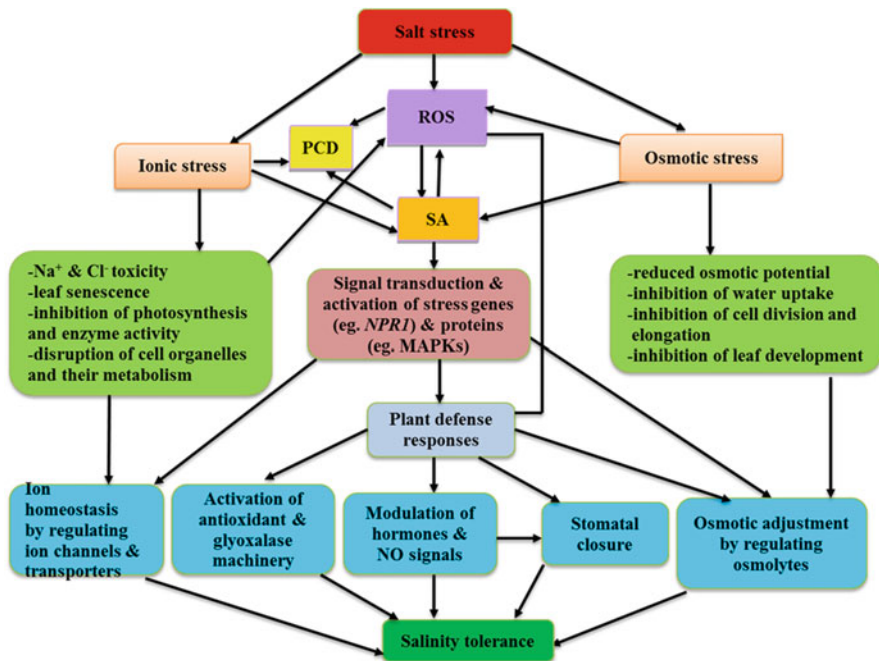 Salt stress
ROS
PCD
Ionic stress
Osmotic stress
SA
-Na⁺ & Cl⁻ toxicity
-leaf senescence
-inhibition of photosynthesis
and enzyme activity
-disruption of cell organelles
and their metabolism
Signal transduction &
activation of stress genes
(eg. NPR1) & proteins
(eg. MAPKs)
-reduced osmotic potential
-inhibition of water uptake
-inhibition of cell division and
elongation
-inhibition of leaf development
Plant defense
responses
Ion
homeostasis
by regulating
ion channels &
transporters
Activation of
antioxidant &
glyoxalase
machinery
Modulation of
hormones &
NO signals
Stomatal
closure
Osmotic adjustment
by regulating
osmolytes
Salinity tolerance